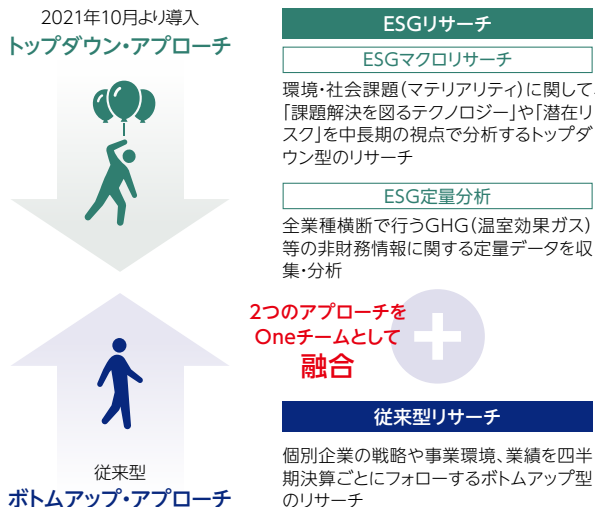 2021年10月より導入
トップダウン・アプローチ
ESGリサーチ
ESGマクロリサーチ
環境・社会課題(マテリアリティ)に関して、
「課題解決を図るテクノロジー」や「潜在リ
スク」を中長期の視点で分析するトップダ
ウン型のリサーチ
ESG定量分析
全業種横断で行うGHG(温室効果ガス)
等の非財務情報に関する定量データを収
集・分析
2つのアプローチを
Oneチームとして
融合
従来型リサーチ
個別企業の戦略や事業環境、業績を四半
期決算ごとにフォローするボトムアップ型
のリサーチ
従来型
ボトムアップ・アプローチ